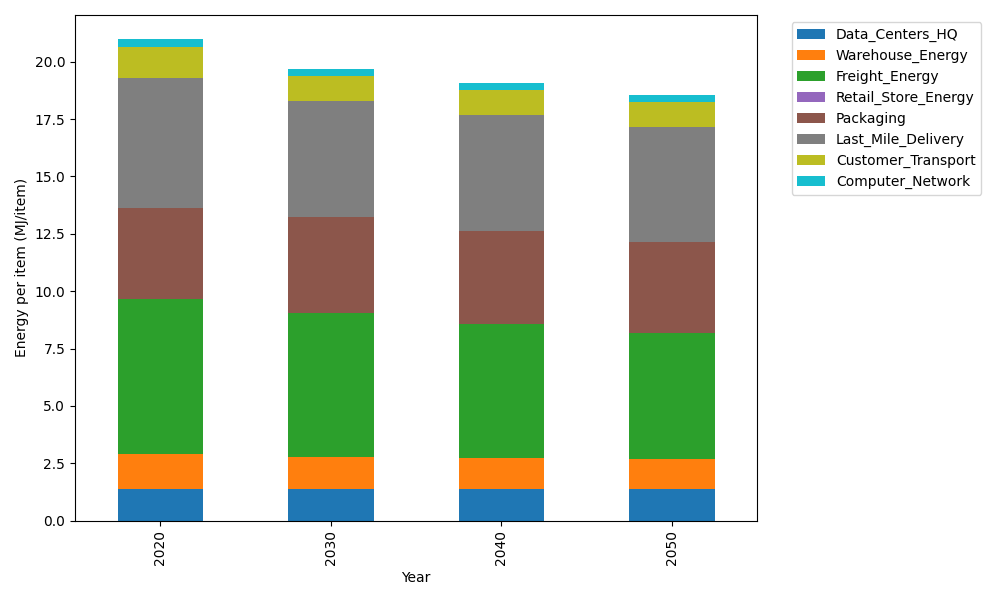 Energy per item (MJ/item)
20.0
17.5
15.0
12.5
10.0
7.5
5.0
2.5
0.0
2020
2030
2040
2050
Year
Data_Centers_HQ
Warehouse_Energy
Freight_Energy
Retail_Store_Energy
Packaging
Last_Mile_Delivery
Customer_Transport
Computer_Network